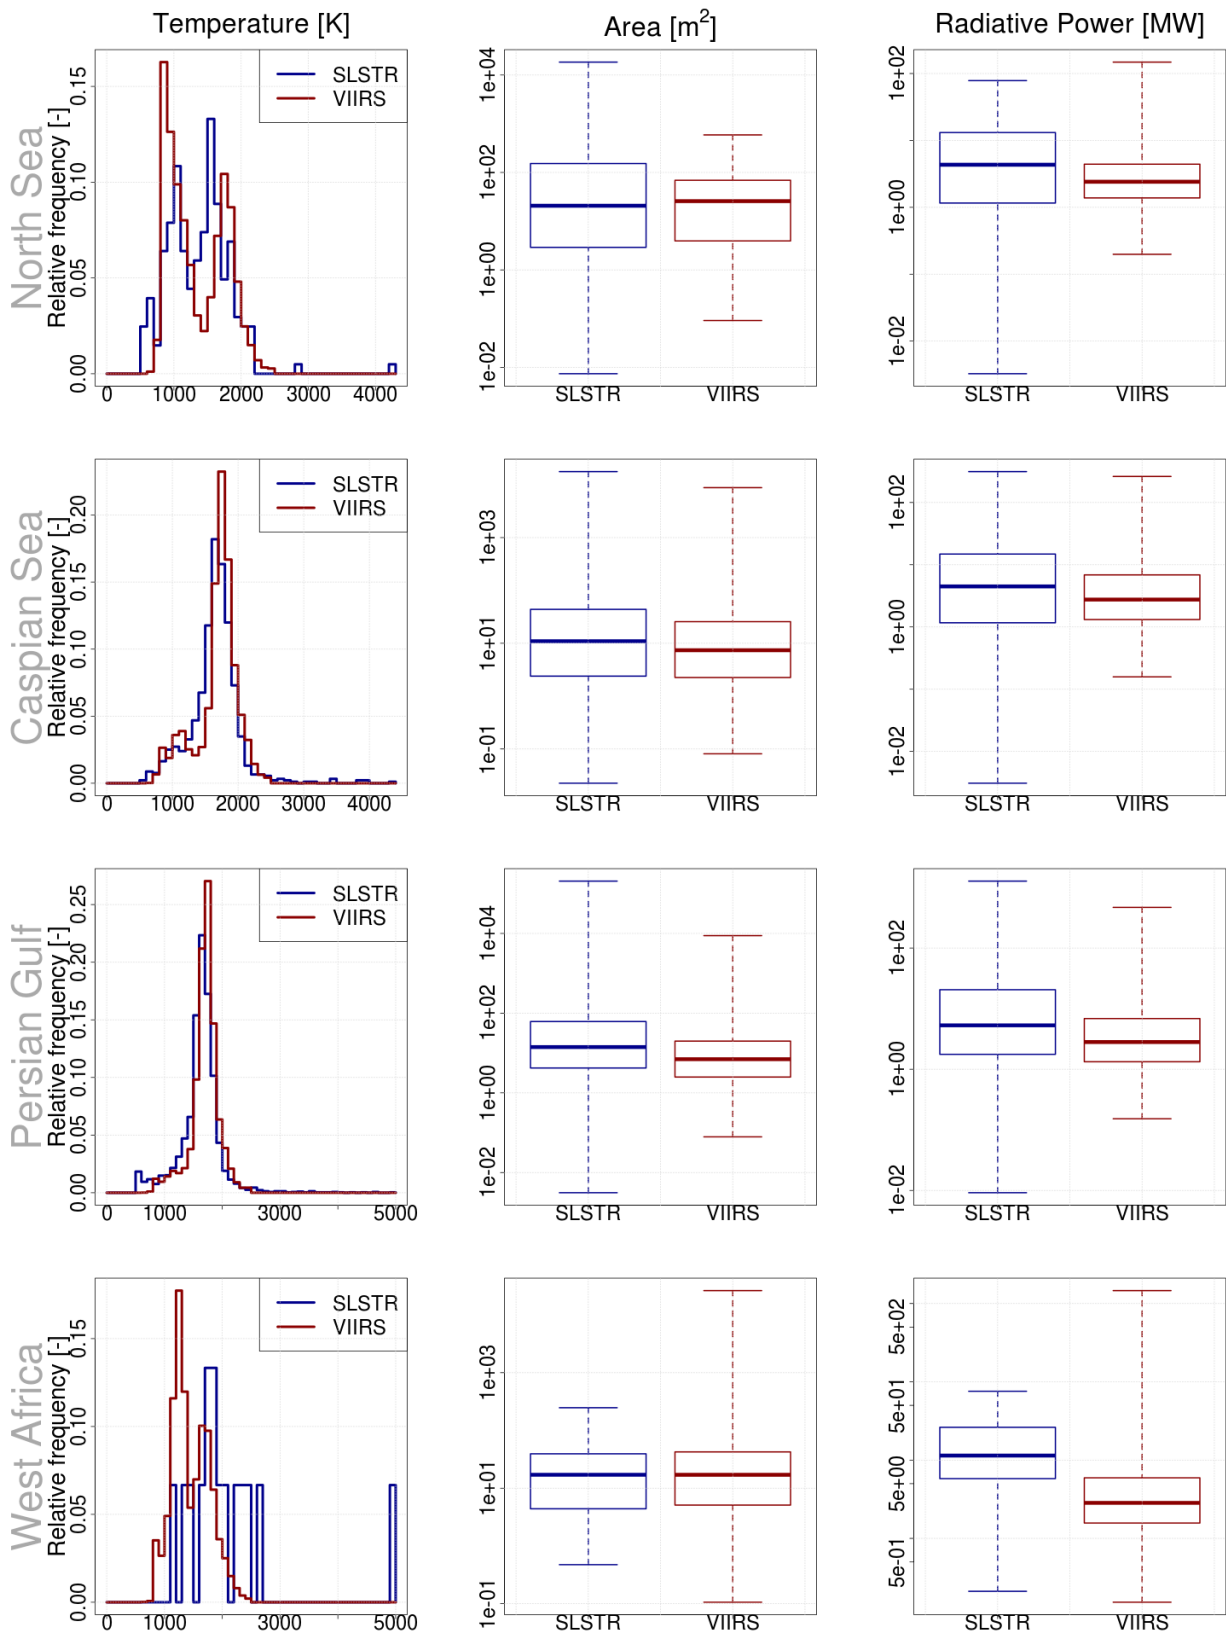 Temperature [K] Area [m²] Radiative Power [MW]
North Sea
Relative frequency [-]
0.00 0.05 0.10 0.15
SLSTR
VIIRS
0 1000 2000 3000 4000
1e-02 1e+00 1e+02 1e+04
SLSTR VIIRS
1e-02 1e+00 1e+02
SLSTR VIIRS
Caspian Sea
Relative frequency [-]
0.00 0.05 0.10 0.15 0.20
SLSTR
VIIRS
0 1000 2000 3000 4000
1e-01 1e+01 1e+03
SLSTR VIIRS
1e-02 1e+00 1e+02
SLSTR VIIRS
Persian Gulf
Relative frequency [-]
0.00 0.05 0.10 0.15 0.20 0.25
SLSTR
VIIRS
0 1000 3000 5000
1e-02 1e+00 1e+02 1e+04
SLSTR VIIRS
1e-02 1e+00 1e+02
SLSTR VIIRS
West Africa
Relative frequency [-]
0.00 0.05 0.10 0.15
SLSTR
VIIRS
0 1000 3000 5000
1e-01 1e+01 1e+03
SLSTR VIIRS
5e-01 5e+00 5e+01 5e+02
SLSTR VIIRS